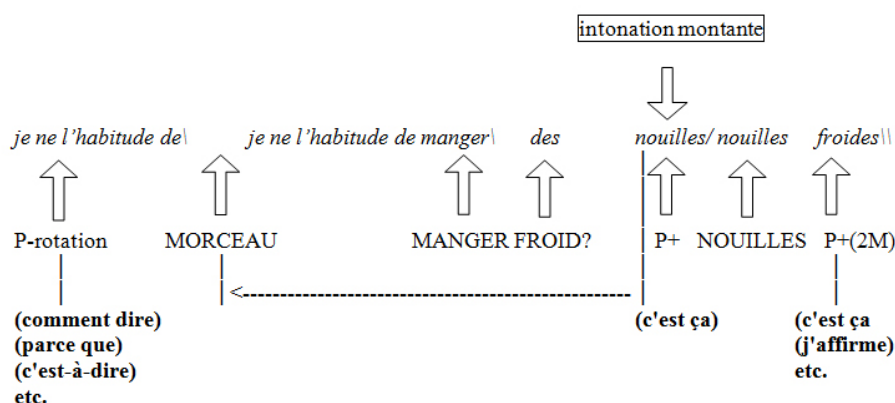 intonation montante
je ne l'habitude de\ je ne l'habitude de manger\ des nouilles/ nouilles froides\\
P-rotation MORCEAU MANGER FROID? P+ NOUILLES P+(2M)
(comment dire) (c'est ça) (c'est ça
(parce que) (j'affirme)
(c'est-à-dire) etc.
etc.